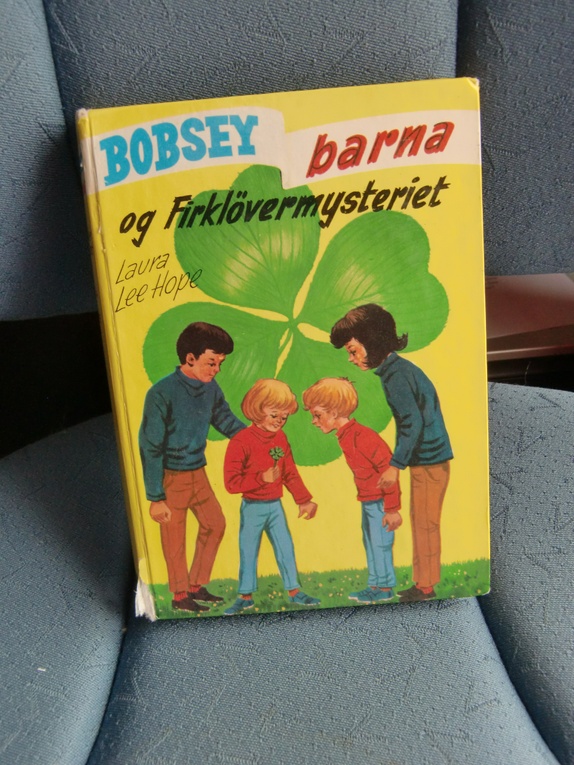 BOBSEY barna
og Firklövermysteriet
Laura
Lee Hope